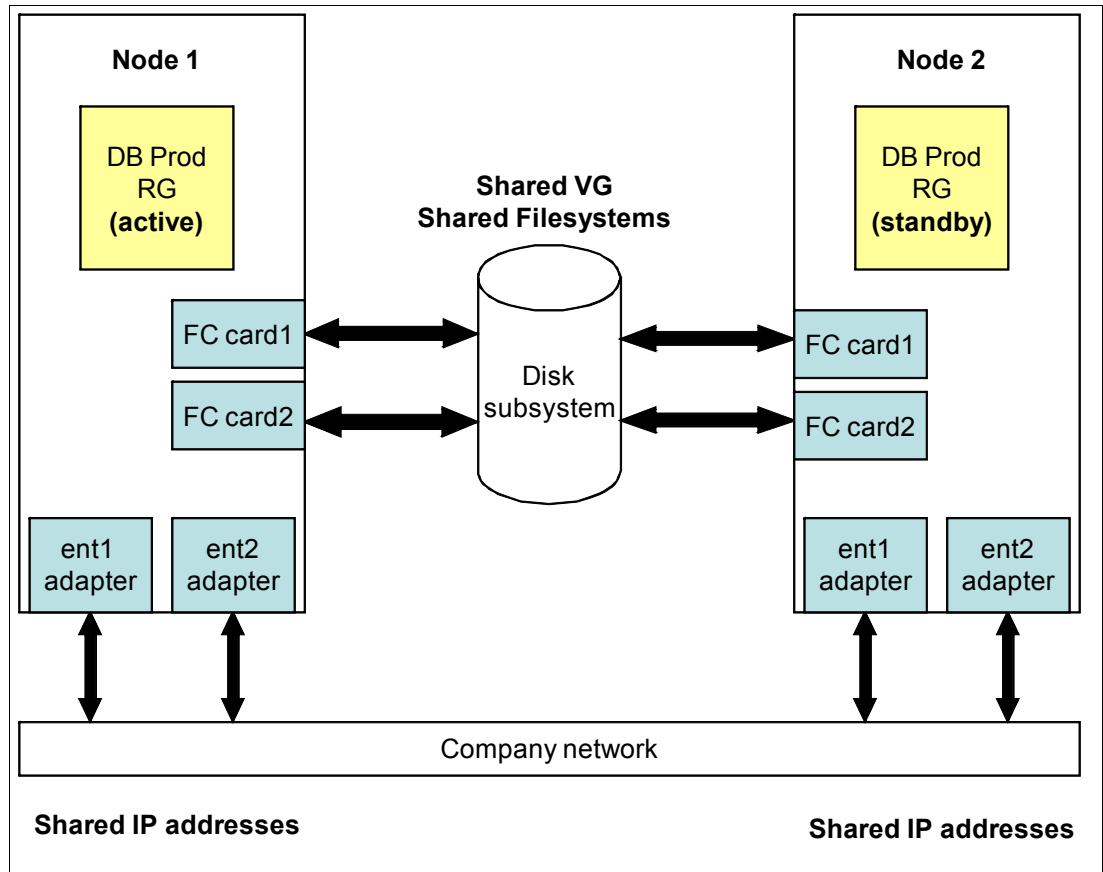 Node 1
DB Prod
RG
(active)
FC card1
FC card2
ent1
adapter
ent2
adapter
Shared VG
Shared Filesystems
Disk
subsystem
Node 2
DB Prod
RG
(standby)
FC card1
FC card2
ent1
adapter
ent2
adapter
Company network
Shared IP addresses
Shared IP addresses